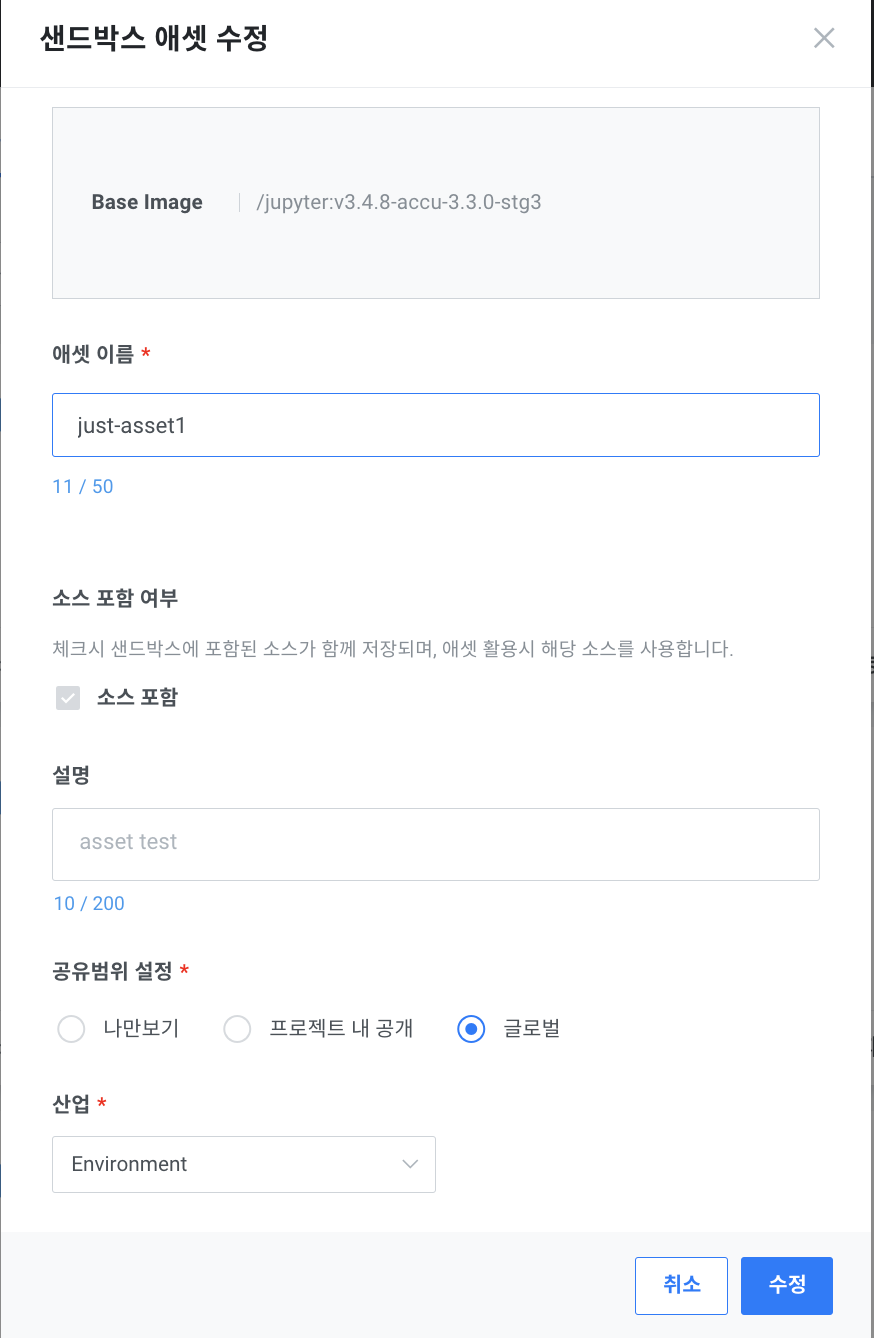 샌드박스 애셋 수정
Base Image /jupyter:v3.4.8-accu-3.3.0-stg3
애셋 이름 *
just-asset1
11 / 50
소스 포함 여부
체크시 샌드박스에 포함된 소스가 함께 저장되며, 애셋 활용시 해당 소스를 사용합니다.
소스 포함
설명
asset test
10 / 200
공유범위 설정 *
나만보기 프로젝트 내 공개 글로벌
산업 *
Environment
취소 수정